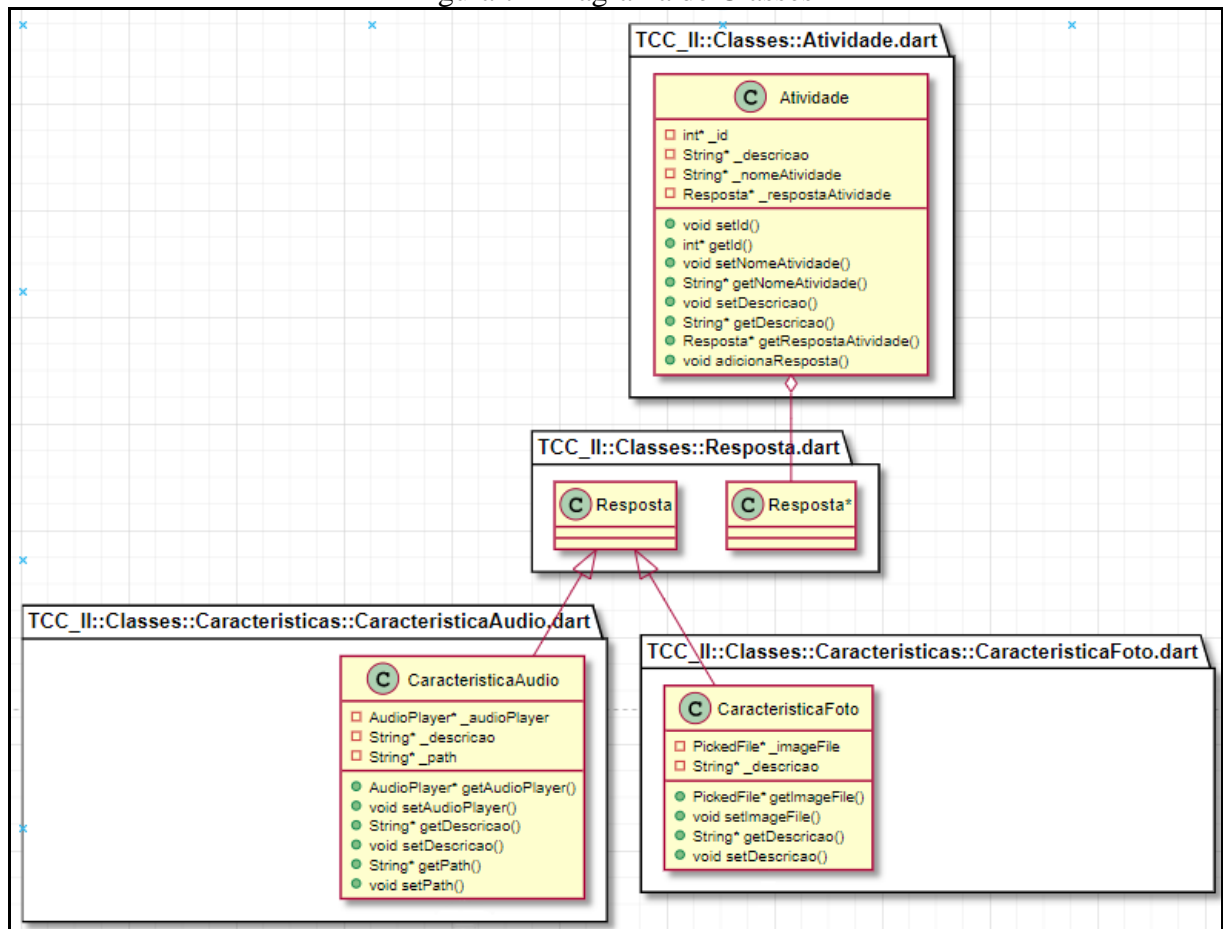 TCC_II::Classes::Atividade.dart
C Atividade
int* _id
String* _descricao
String* _nomeAtividade
Resposta* _respostaAtividade
void setId()
int* getId()
void setNomeAtividade()
String* getNomeAtividade()
void setDescricao()
String* getDescricao()
Resposta* getRespostaAtividade()
void adicionaResposta()
TCC_II::Classes::Resposta.dart
C Resposta
C Resposta*
TCC_II::Classes::Caracteristicas::CaracteristicaAudio.dart
C CaracteristicaAudio
AudioPlayer* _audioPlayer
String* _descricao
String* _path
AudioPlayer* getAudioPlayer()
void setAudioPlayer()
String* getDescricao()
void setDescricao()
String* getPath()
void setPath()
TCC_II::Classes::Caracteristicas::CaracteristicaFoto.dart
C CaracteristicaFoto
PickedFile* _imageFile
String* _descricao
PickedFile* getImageFile()
void setImageFile()
String* getDescricao()
void setDescricao()